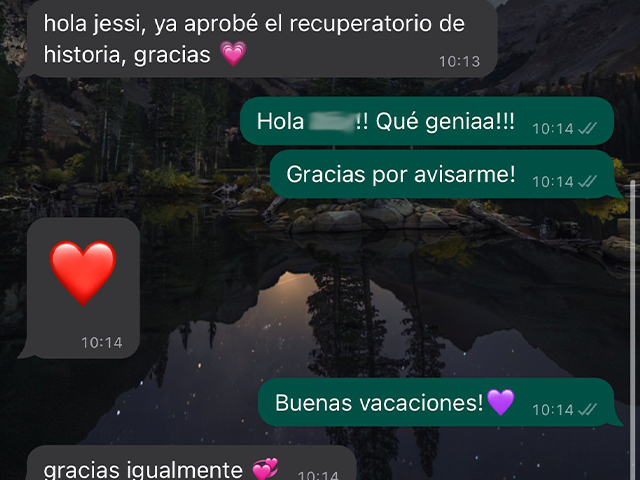 hola jessi, ya aprobé el recuperatorio de
historia, gracias 💗
10:13
Hola !! Qué geniaa!!!
10:14
Gracias por avisarme!
10:14
❤️
10:14
Buenas vacaciones!💜
10:14
gracias igualmente 💞
10:14